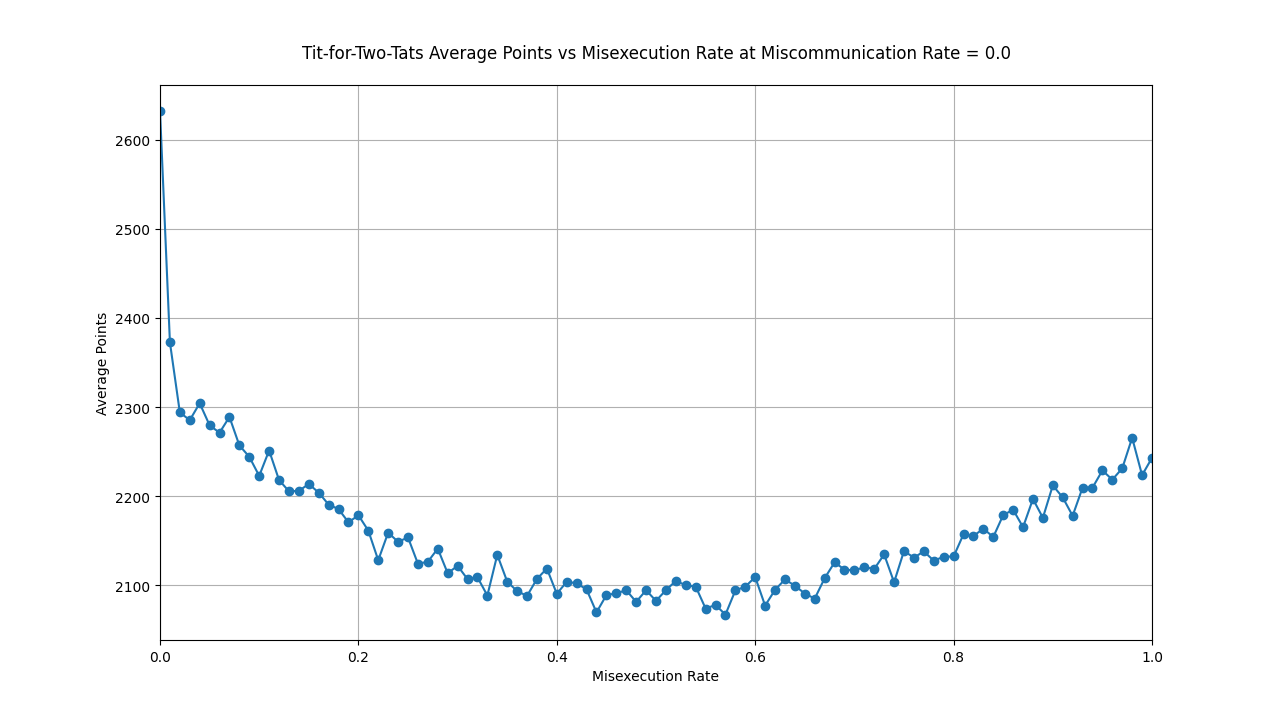 Tit-for-Two-Tats Average Points vs Misexecution Rate at Miscommunication Rate = 0.0
2600
2500
2400
2300
2200
2100
Average Points
0.0 0.2 0.4 0.6 0.8 1.0
Misexecution Rate